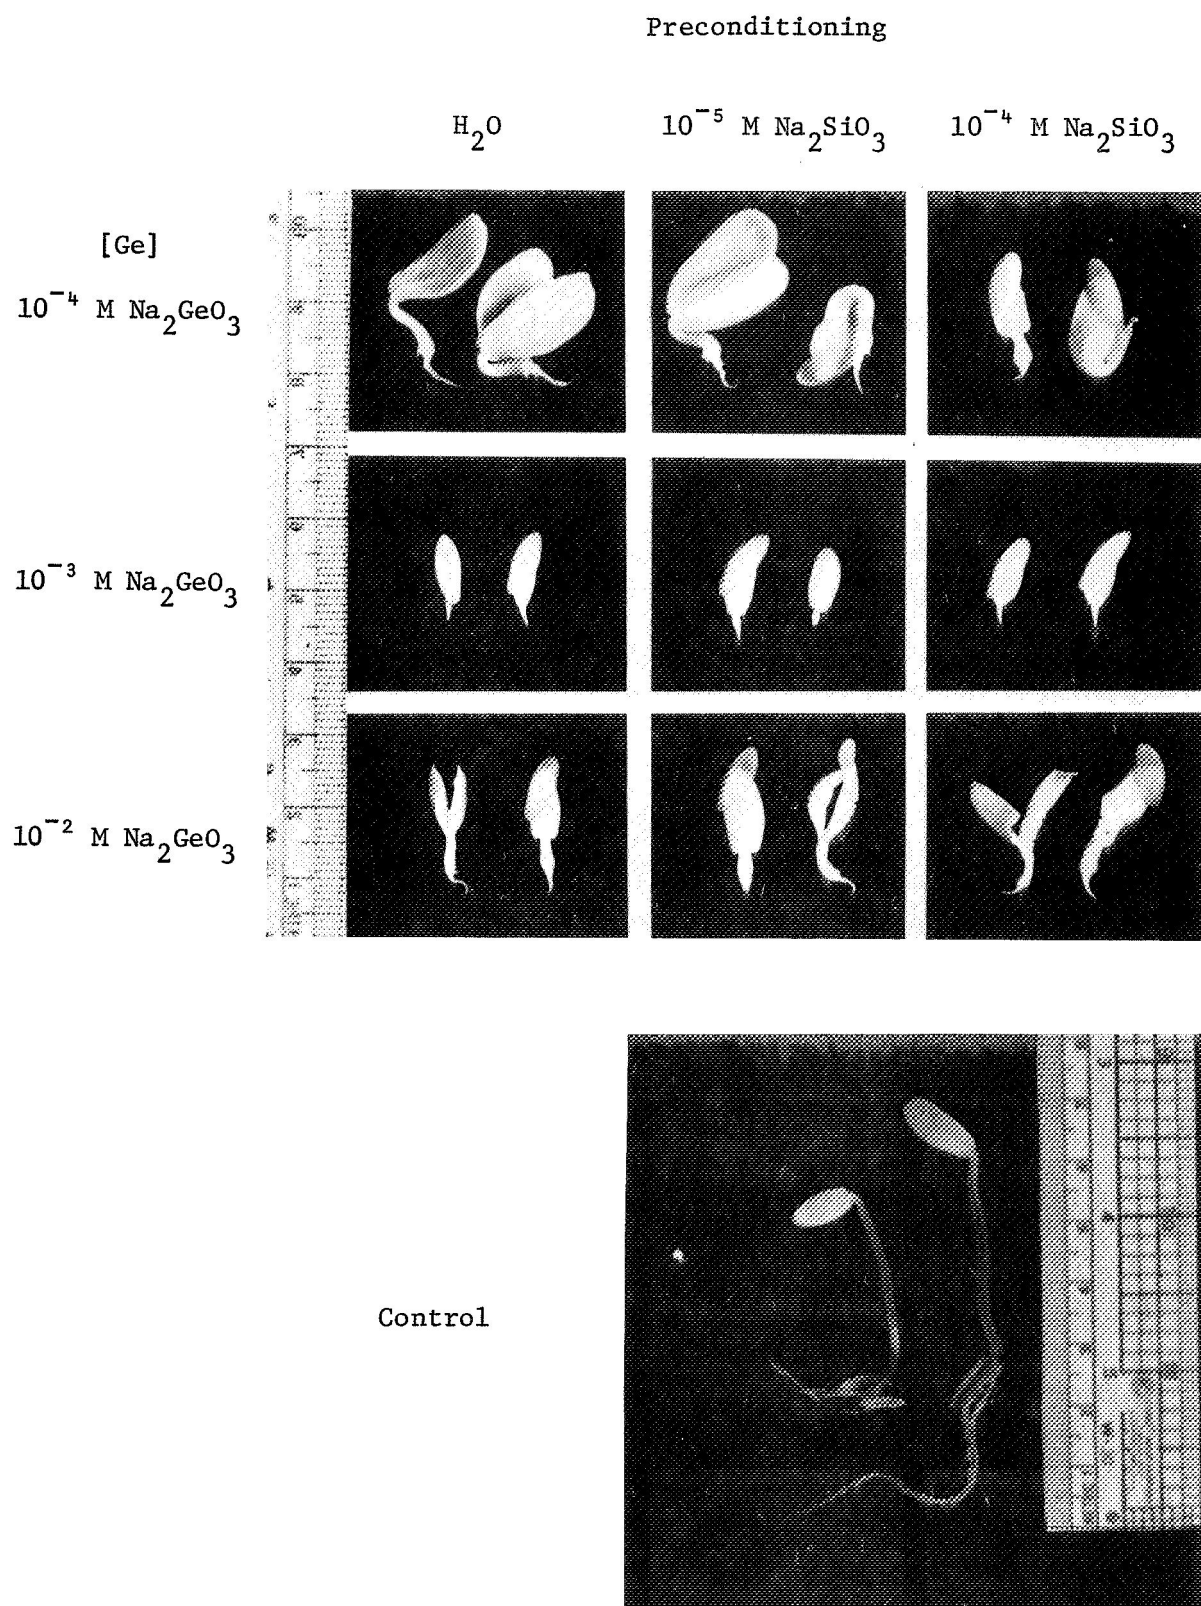 Preconditioning
H₂O 10⁻⁵ M Na₂SiO₃ 10⁻⁴ M Na₂SiO₃
[Ge]
10⁻⁴ M Na₂GeO₃
10⁻³ M Na₂GeO₃
10⁻² M Na₂GeO₃
Control